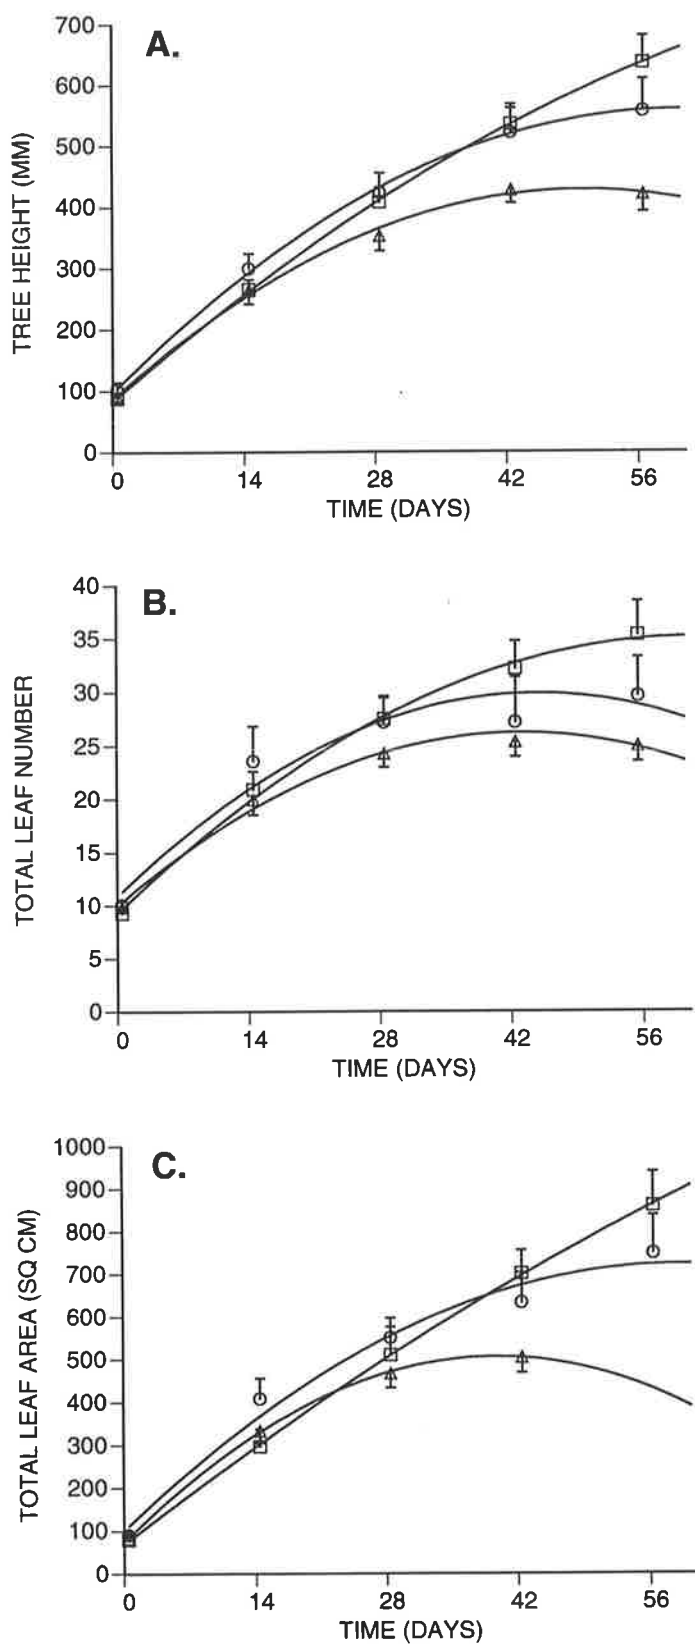 A.
700
600
500
400
300
200
100
0
TREE HEIGHT (MM)
0 14 28 42 56
TIME (DAYS)
B.
40
35
30
25
20
15
10
5
0
TOTAL LEAF NUMBER
0 14 28 42 56
TIME (DAYS)
C.
1000
900
800
700
600
500
400
300
200
100
0
TOTAL LEAF AREA (SQ CM)
0 14 28 42 56
TIME (DAYS)